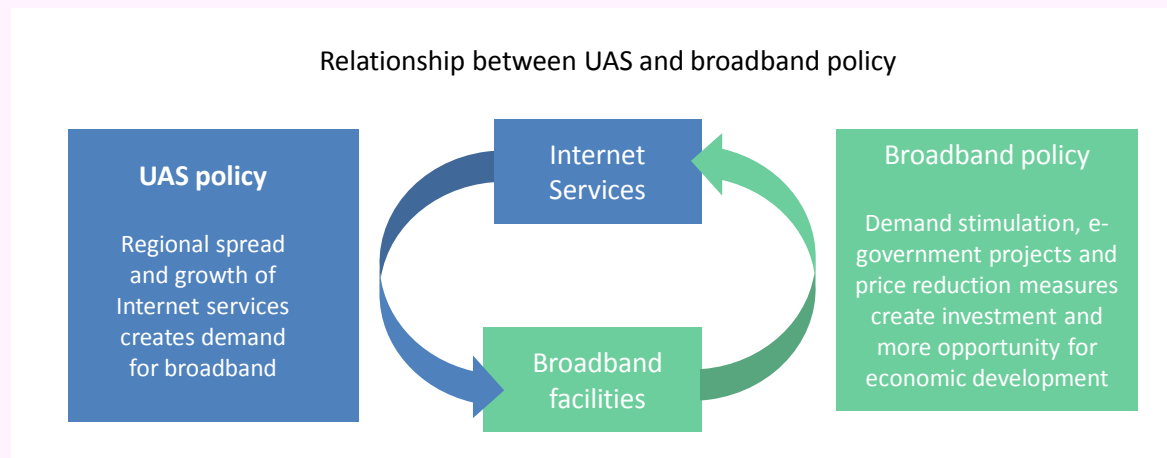 Relationship between UAS and broadband policy
UAS policy
Regional spread
and growth of
Internet services
creates demand
for broadband
Internet
Services
Broadband
facilities
Broadband policy
Demand stimulation, e-
government projects and
price reduction measures
create investment and
more opportunity for
economic development